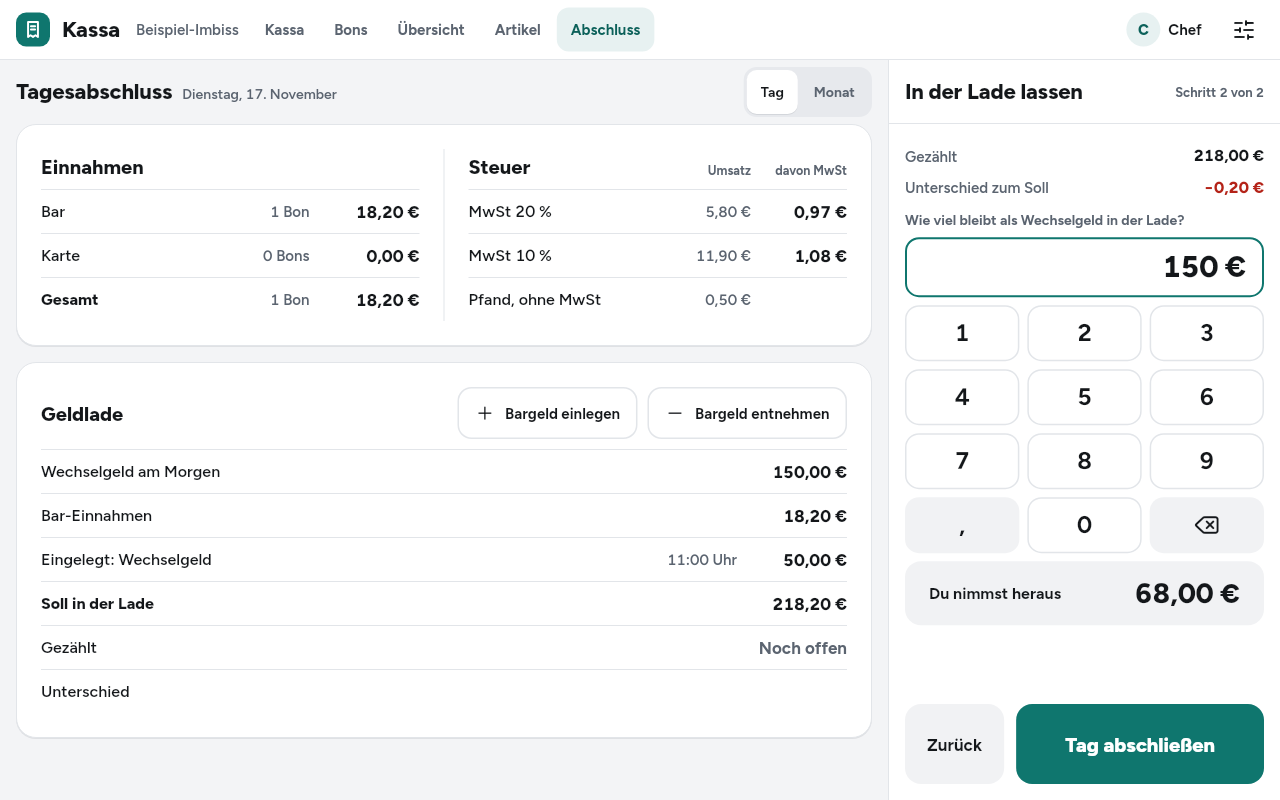 Kassa Beispiel-Imbiss Kassa Bons Übersicht Artikel Abschluss C Chef
Tagesabschluss Dienstag, 17. November Tag Monat
Einnahmen
Bar 1 Bon 18,20 €
Karte 0 Bons 0,00 €
Gesamt 1 Bon 18,20 €
Steuer Umsatz davon MwSt
MwSt 20 % 5,80 € 0,97 €
MwSt 10 % 11,90 € 1,08 €
Pfand, ohne MwSt 0,50 €
Geldlade Bargeld einlegen Bargeld entnehmen
Wechselgeld am Morgen 150,00 €
Bar-Einnahmen 18,20 €
Eingelegt: Wechselgeld 11:00 Uhr 50,00 €
Soll in der Lade 218,20 €
Gezählt Noch offen
Unterschied
In der Lade lassen Schritt 2 von 2
Gezählt 218,00 €
Unterschied zum Soll −0,20 €
Wie viel bleibt als Wechselgeld in der Lade?
150 €
1 2 3
4 5 6
7 8 9
, 0
Du nimmst heraus 68,00 €
Zurück Tag abschließen